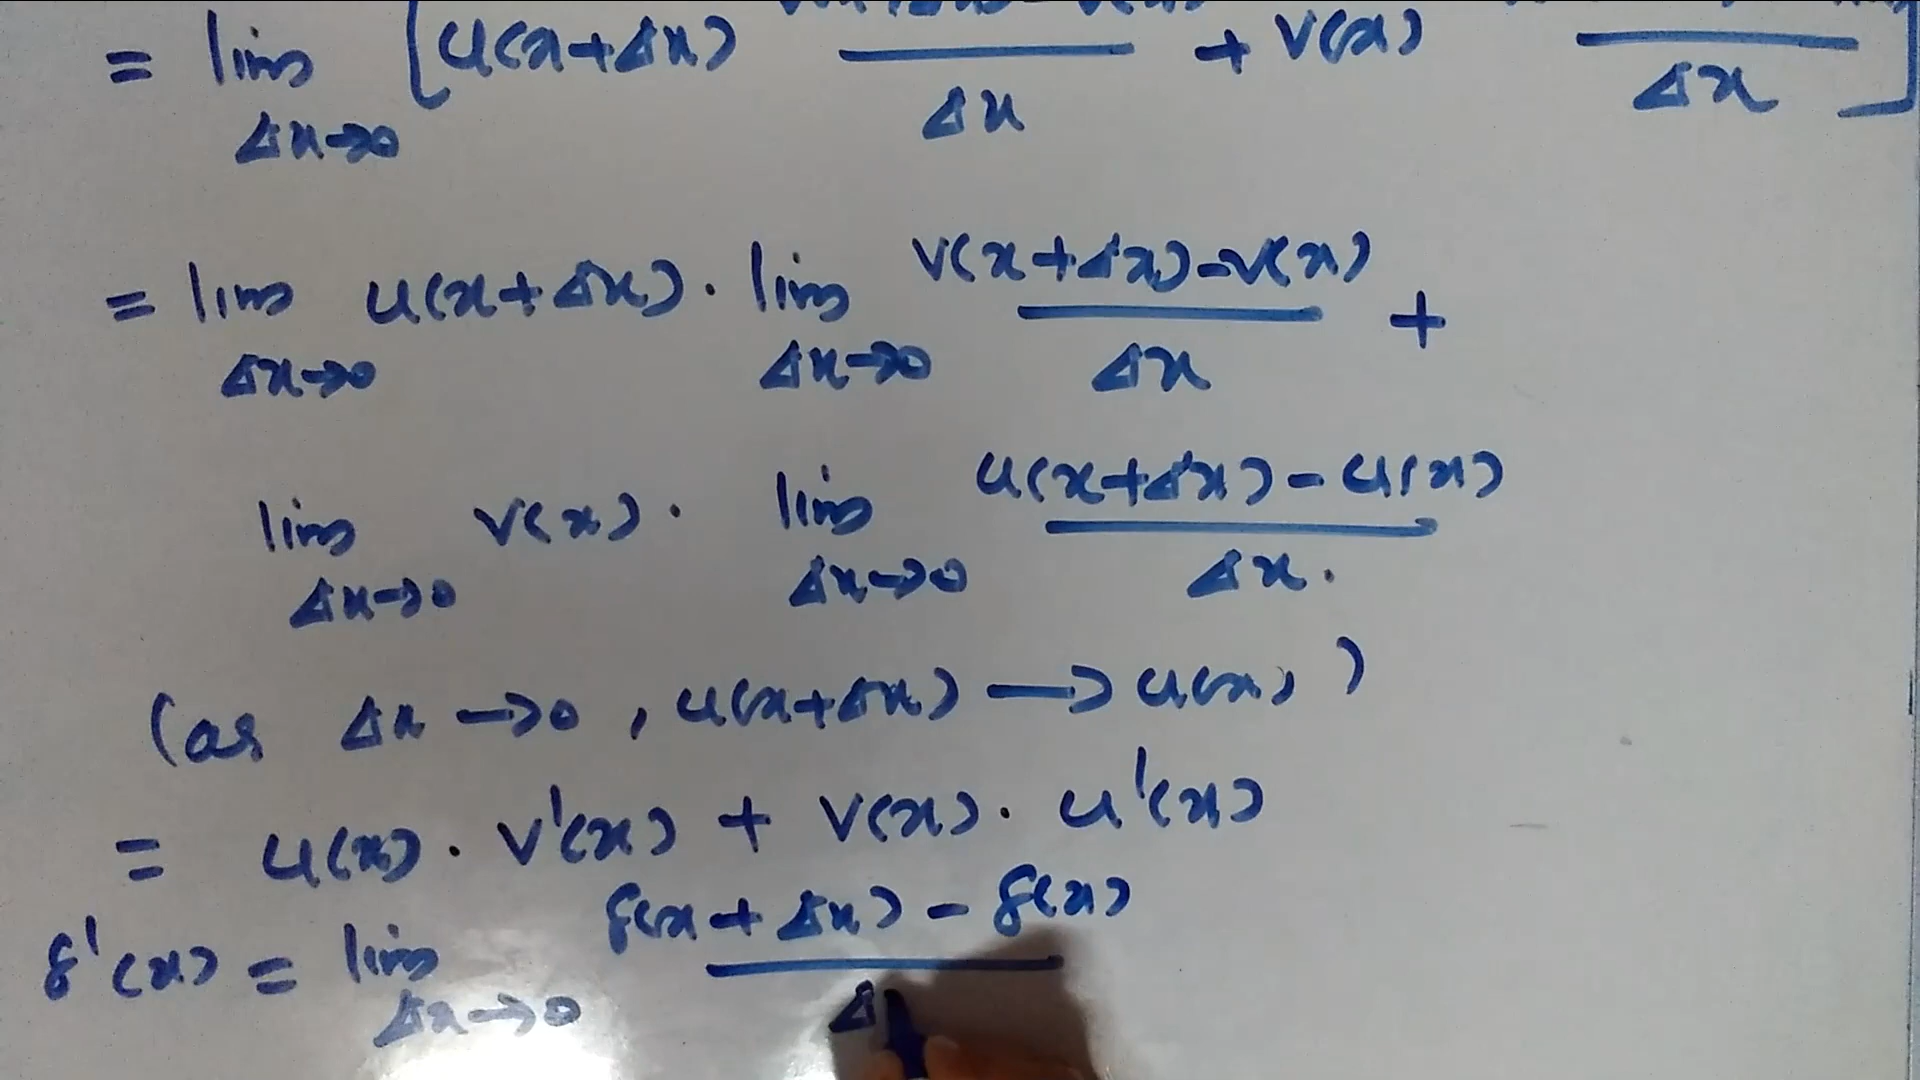 = lim [u(x+Δx) ――― + v(x) ―――]
Δx→0 Δx Δx
= lim u(x+Δx) . lim v(x+Δx)-v(x) +
Δx→0 Δx→0 Δx
lim v(x) . lim u(x+Δx)-u(x)
Δx→0 Δx→0 Δx.
(as Δx→0, u(x+Δx) → u(x))
= u(x) . v'(x) + v(x) . u'(x)
f'(x) = lim f(x+Δx) - f(x)
Δx→0 Δ